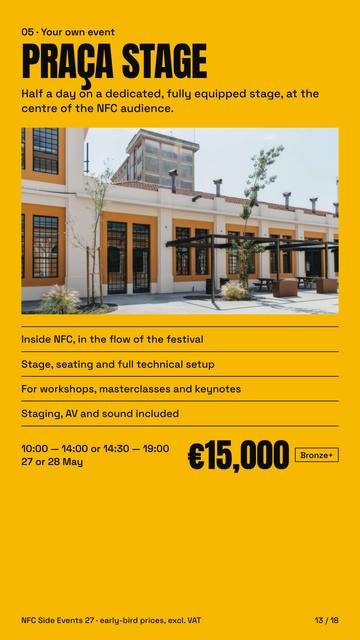 05 · Your own event
PRAÇA STAGE
Half a day on a dedicated, fully equipped stage, at the
centre of the NFC audience.
Inside NFC, in the flow of the festival
Stage, seating and full technical setup
For workshops, masterclasses and keynotes
Staging, AV and sound included
10:00 — 14:00 or 14:30 — 19:00
27 or 28 May
€15,000
Bronze+
NFC Side Events 27 · early-bird prices, excl. VAT
13 / 18